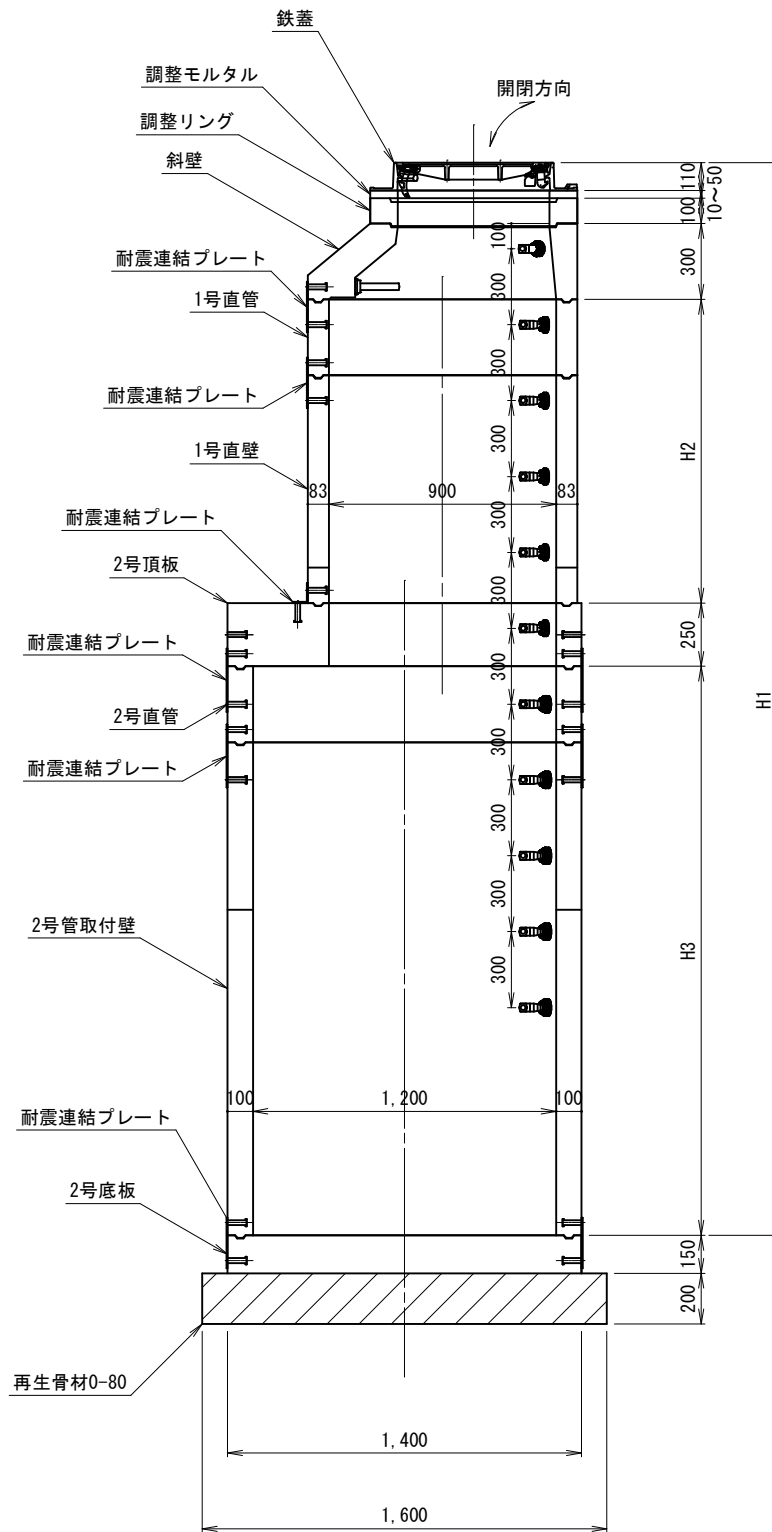 鉄蓋
調整モルタル
開閉方向
調整リング
斜壁
110
10～50
100
100
300
耐震連結プレート
300
1号直管
300
耐震連結プレート
300
H2
1号直壁
83
900
83
300
耐震連結プレート
2号頂板
300
250
耐震連結プレート
300
H1
2号直管
300
耐震連結プレート
300
2号管取付壁
300
H3
300
100
1,200
100
耐震連結プレート
2号底板
150
200
再生骨材0-80
1,400
1,600